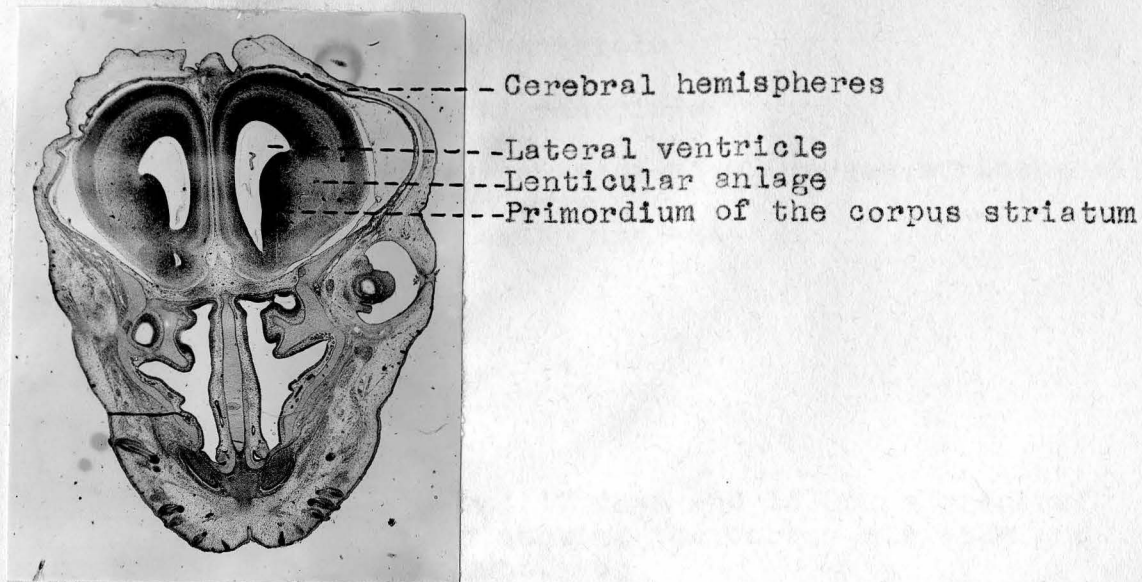 Cerebral hemispheres
Lateral ventricle
Lenticular anlage
Primordium of the corpus striatum